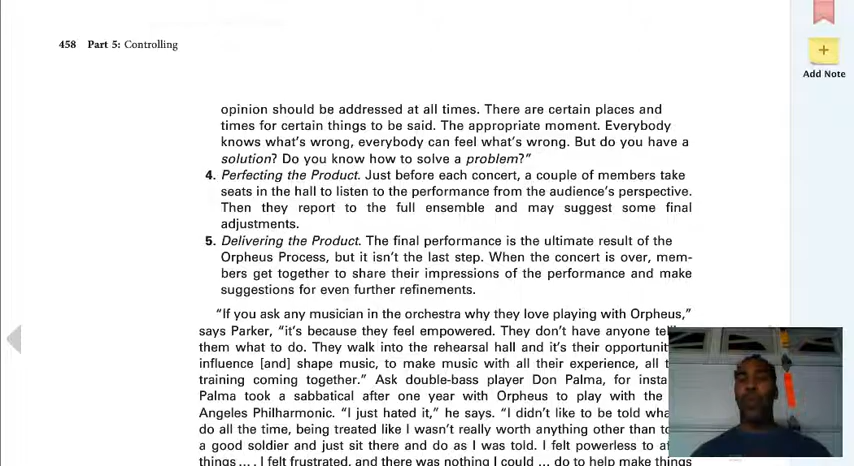 458 Part 5: Controlling
Add Note
opinion should be addressed at all times. There are certain places and
times for certain things to be said. The appropriate moment. Everybody
knows what's wrong, everybody can feel what's wrong. But do you have a
solution? Do you know how to solve a problem?"
4. Perfecting the Product. Just before each concert, a couple of members take
seats in the hall to listen to the performance from the audience's perspective.
Then they report to the full ensemble and may suggest some final
adjustments.
5. Delivering the Product. The final performance is the ultimate result of the
Orpheus Process, but it isn't the last step. When the concert is over, mem-
bers get together to share their impressions of the performance and make
suggestions for even further refinements.
"If you ask any musician in the orchestra why they love playing with Orpheus,"
says Parker, "it's because they feel empowered. They don't have anyone
them what to do. They walk into the rehearsal hall and it's their
influence [and] shape music, to make music with all their experience, all
training coming together." Ask double-bass player Don Palma, for
Palma took a sabbatical after one year with Orpheus to play with the
Angeles Philharmonic. "I just hated it," he says. "I didn't like to be told
do all the time, being treated like I wasn't really worth anything other than
a good soldier and just sit there and do as I was told. I felt powerless to
things ... . I felt frustrated, and there was nothing I could ... do to help make things